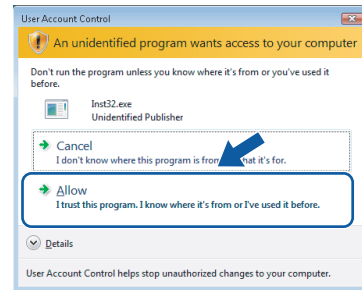 User Account Control
An unidentified program wants access to your computer
Don't run the program unless you know where it's from or you've used it
before.
Inst32.exe
Unidentified Publisher
Cancel
I don't know where this program is from hat it's for.
Allow
I trust this program. I know where it's from or I've used it before.
Details
User Account Control helps stop unauthorized changes to your computer.